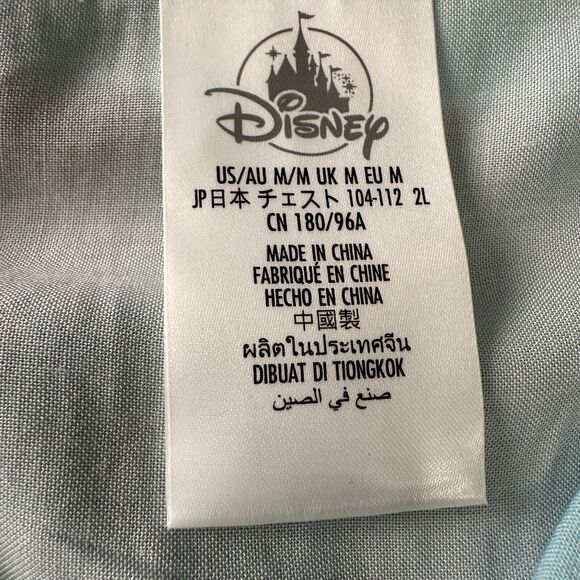 Disney
US/AU M/M UK M EU M
JP日本 チェスト 104-112 2L
CN 180/96A
MADE IN CHINA
FABRIQUÉ EN CHINE
HECHO EN CHINA
中國製
ผลิตในประเทศจีน
DIBUAT DI TIONGKOK
صنع في الصين